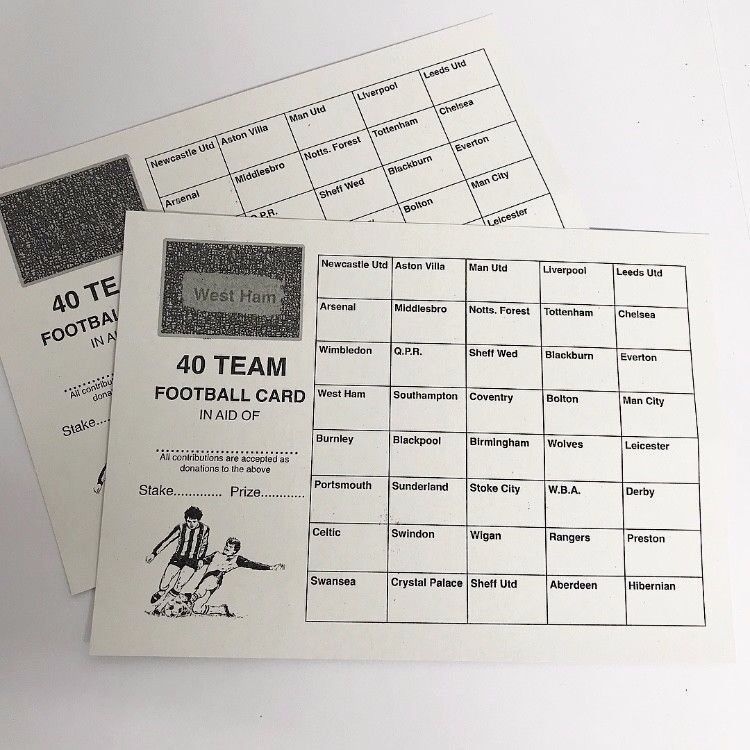 Newcastle Utd Aston Villa Man Utd Liverpool Leeds Utd
Arsenal Middlesbro Notts. Forest Tottenham Chelsea
Q.P.R. Sheff Wed Blackburn Everton
Bolton Man City
Leicester
40 TE
FOOTBA
IN A
All contribu
dona
Stake....
West Ham
40 TEAM
FOOTBALL CARD
IN AID OF
All contributions are accepted as
donations to the above
Stake............. Prize............
Newcastle Utd Aston Villa Man Utd Liverpool Leeds Utd
Arsenal Middlesbro Notts. Forest Tottenham Chelsea
Wimbledon Q.P.R. Sheff Wed Blackburn Everton
West Ham Southampton Coventry Bolton Man City
Burnley Blackpool Birmingham Wolves Leicester
Portsmouth Sunderland Stoke City W.B.A. Derby
Celtic Swindon Wigan Rangers Preston
Swansea Crystal Palace Sheff Utd Aberdeen Hibernian